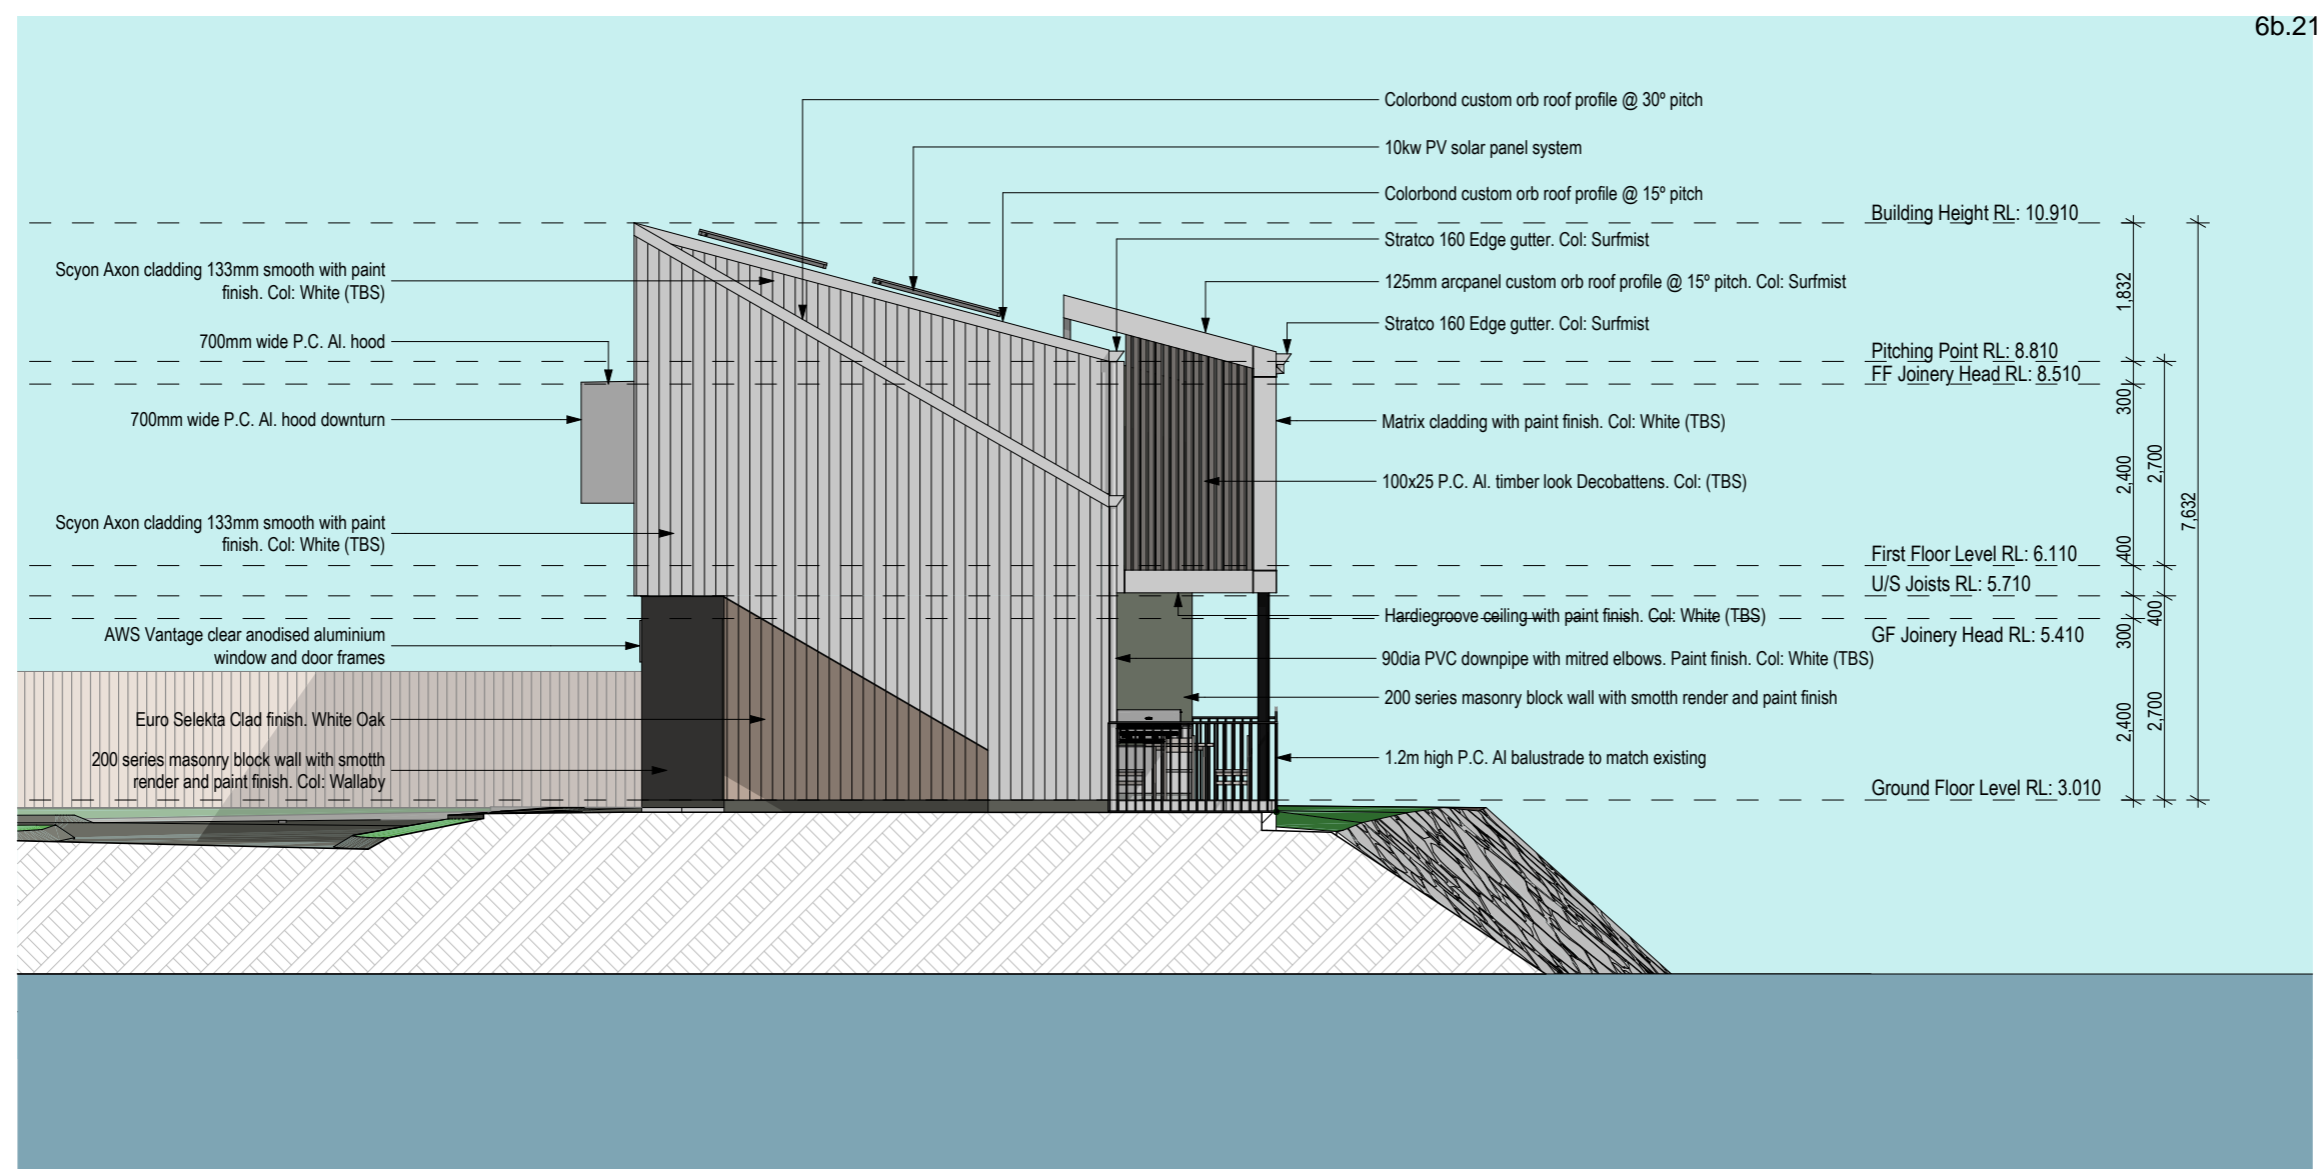 6b.21
Colorbond custom orb roof profile @ 30º pitch
10kw PV solar panel system
Colorbond custom orb roof profile @ 15º pitch
Building Height RL: 10.910
Stratco 160 Edge gutter. Col: Surfmist
Scyon Axon cladding 133mm smooth with paint
finish. Col: White (TBS)
125mm arcpanel custom orb roof profile @ 15º pitch. Col: Surfmist
1,832
Stratco 160 Edge gutter. Col: Surfmist
700mm wide P.C. Al. hood
Pitching Point RL: 8.810
FF Joinery Head RL: 8.510
300
700mm wide P.C. Al. hood downturn
Matrix cladding with paint finish. Col: White (TBS)
2,400
2,700
100x25 P.C. Al. timber look Decobattens. Col: (TBS)
7,632
Scyon Axon cladding 133mm smooth with paint
finish. Col: White (TBS)
400
First Floor Level RL: 6.110
U/S Joists RL: 5.710
Hardiegroove ceiling with paint finish. Col: White (TBS)
400
300
AWS Vantage clear anodised aluminium
window and door frames
GF Joinery Head RL: 5.410
90dia PVC downpipe with mitred elbows. Paint finish. Col: White (TBS)
200 series masonry block wall with smotth render and paint finish
Euro Selekta Clad finish. White Oak
2,400
2,700
200 series masonry block wall with smotth
render and paint finish. Col: Wallaby
1.2m high P.C. Al balustrade to match existing
Ground Floor Level RL: 3.010